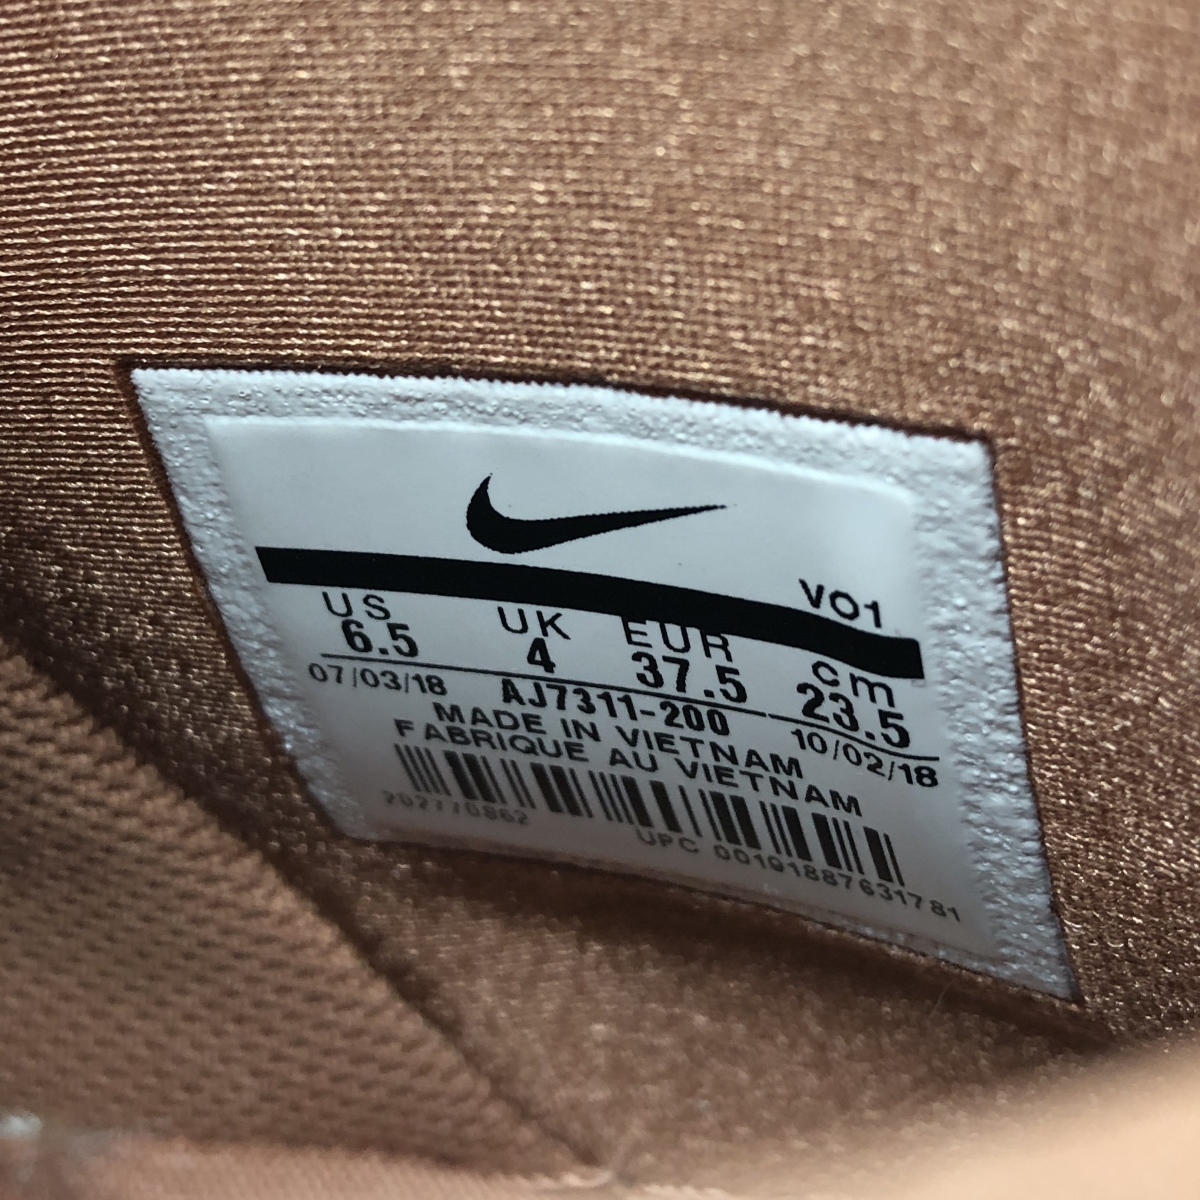 VO1
US UK EUR cm
6.5 4 37.5 23.5
07/03/18 AJ7311-200 10/02/18
MADE IN VIETNAM
FABRIQUE AU VIETNAM
202770862
UPC 00191887631781